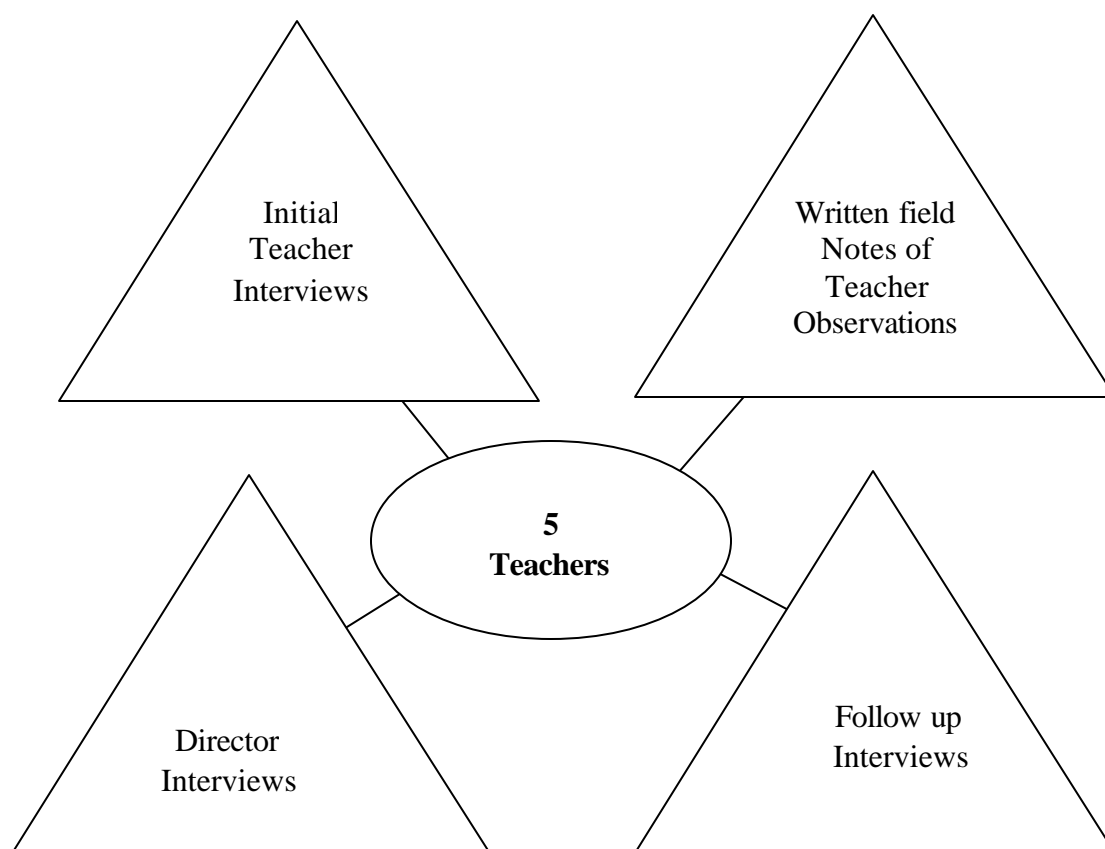 Initial
Teacher
Interviews
Written field
Notes of
Teacher
Observations
5
Teachers
Director
Interviews
Follow up
Interviews